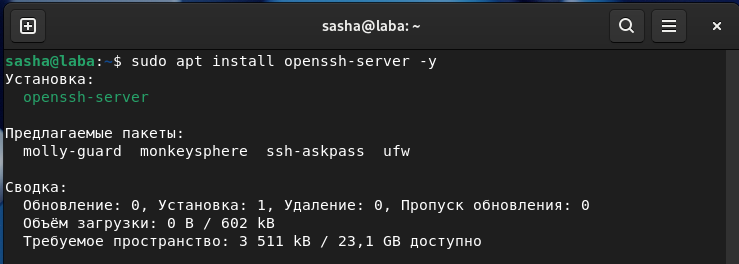 sasha@laba: ~
sasha@laba:~$ sudo apt install openssh-server -y
Установка:
openssh-server
Предлагаемые пакеты:
molly-guard monkeysphere ssh-askpass ufw
Сводка:
Обновление: 0, Установка: 1, Удаление: 0, Пропуск обновления: 0
Объём загрузки: 0 B / 602 kB
Требуемое пространство: 3 511 kB / 23,1 GB доступно